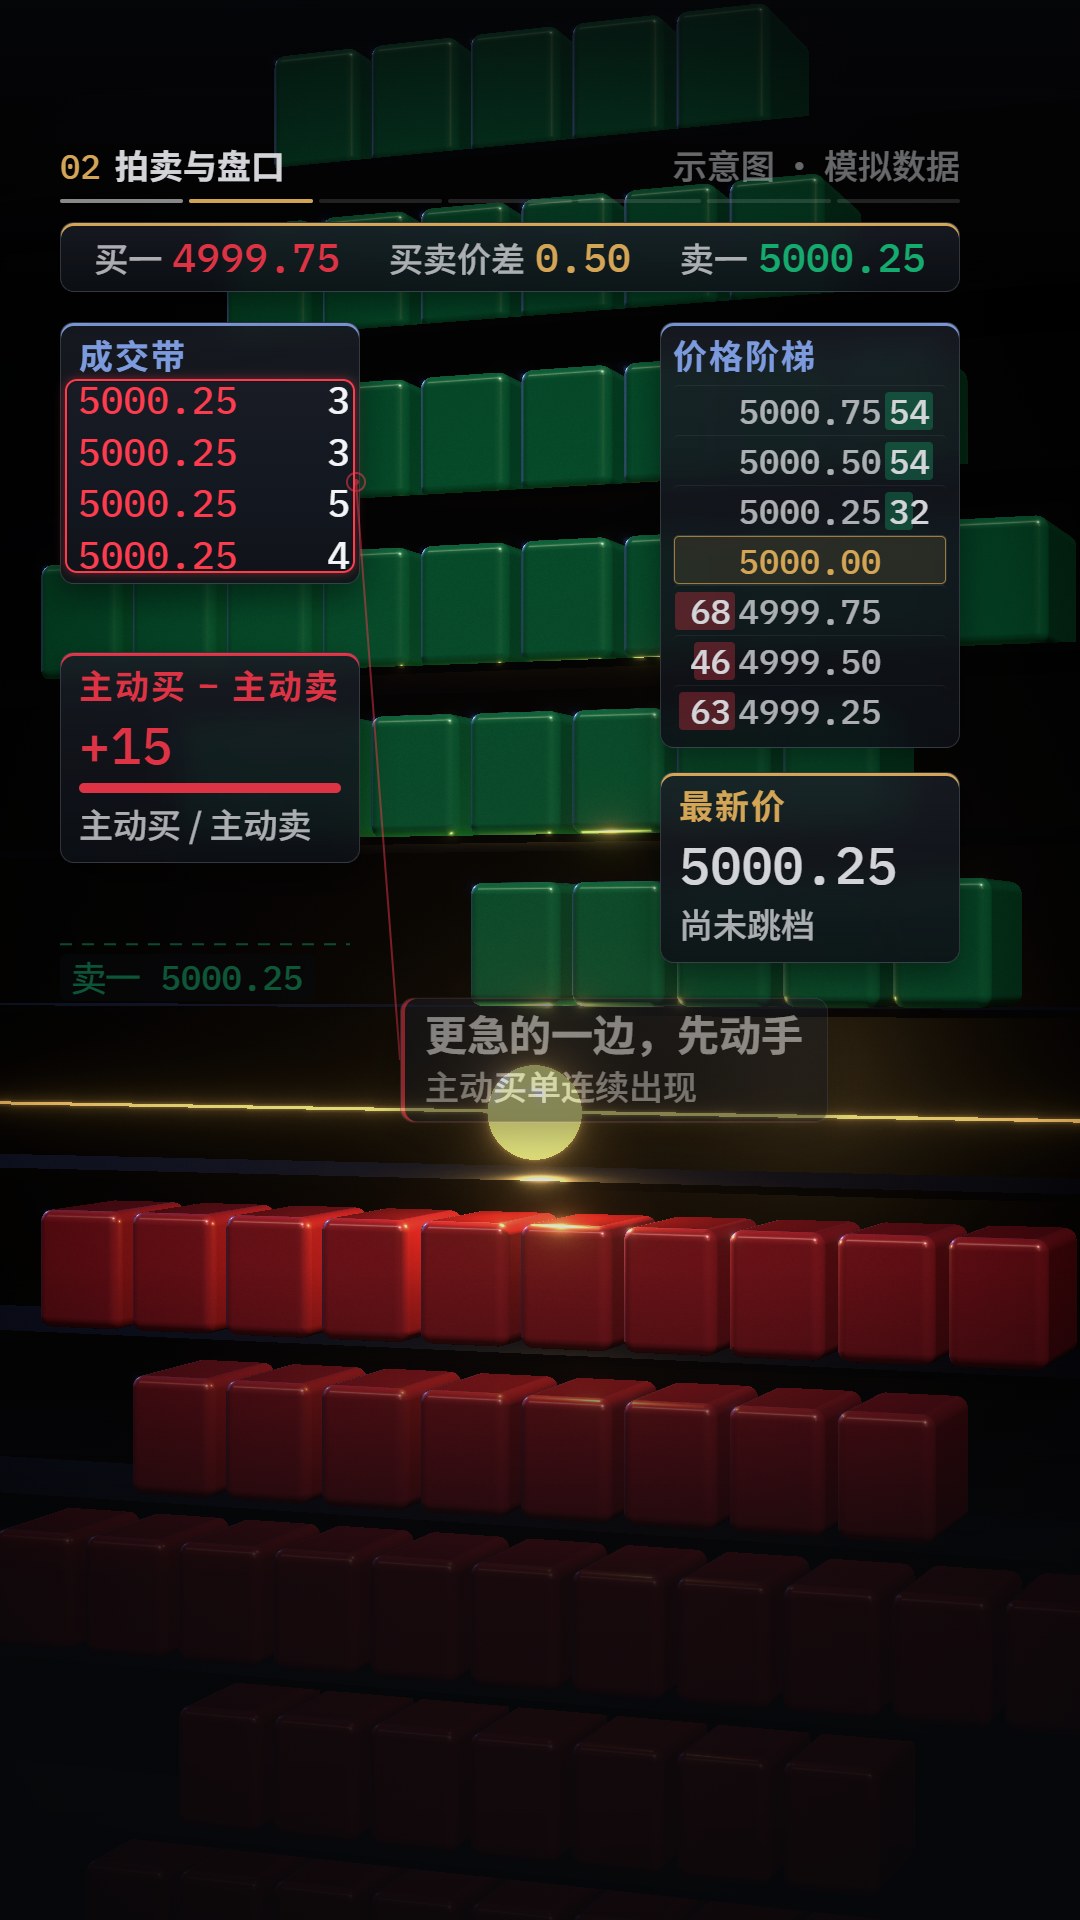 02 拍卖与盘口
示意图 · 模拟数据
买一 4999.75 买卖价差 0.50 卖一 5000.25
成交带
5000.25 3
5000.25 3
5000.25 5
5000.25 4
价格阶梯
5000.75 54
5000.50 54
5000.25 32
5000.00
68 4999.75
46 4999.50
63 4999.25
主动买 − 主动卖
+15
主动买 / 主动卖
最新价
5000.25
尚未跳档
卖一 5000.25
更急的一边，先动手
主动买单连续出现